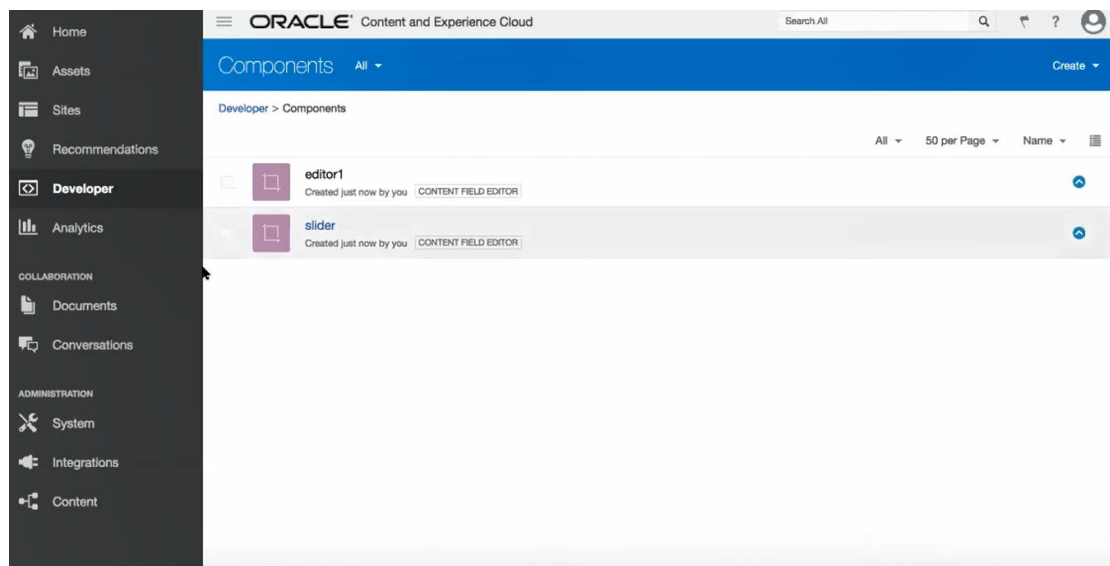 Home
Assets
Sites
Recommendations
Developer
Analytics
COLLABORATION
Documents
Conversations
ADMINISTRATION
System
Integrations
Content
ORACLE' Content and Experience Cloud
Search All
?
Components All
Create
Developer > Components
All 50 per Page Name
editor1
Created just now by you CONTENT FIELD EDITOR
slider
Created just now by you CONTENT FIELD EDITOR